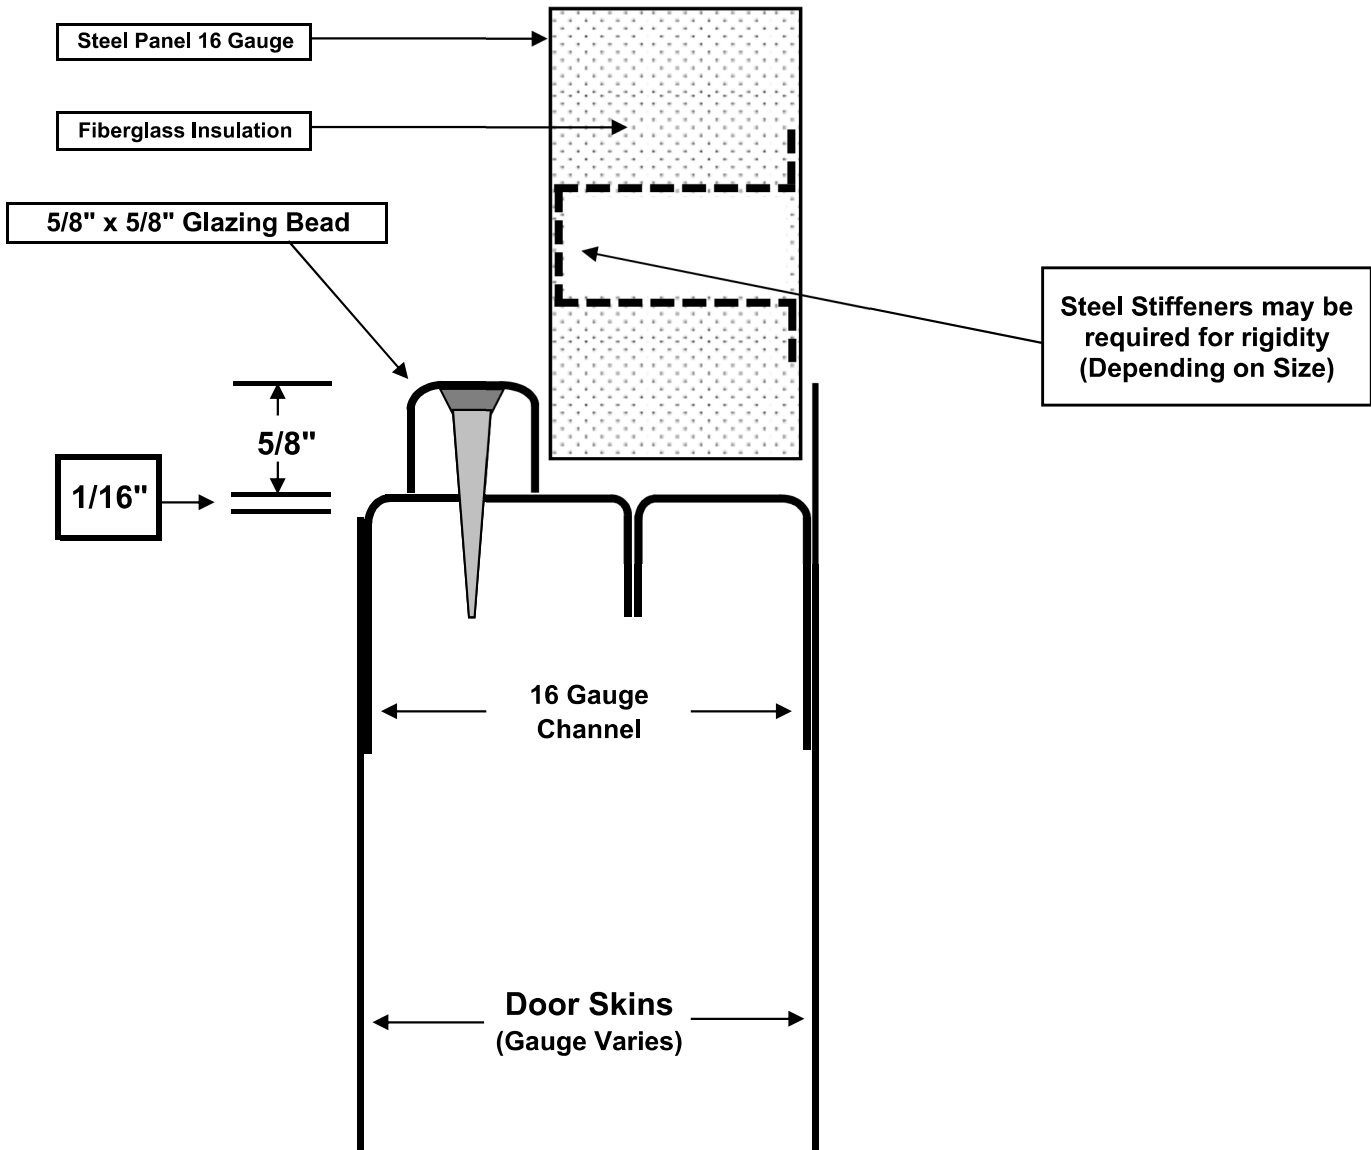 Steel Panel 16 Gauge
Fiberglass Insulation
5/8" x 5/8" Glazing Bead
Steel Stiffeners may be
required for rigidity
(Depending on Size)
5/8"
1/16"
16 Gauge
Channel
Door Skins
(Gauge Varies)